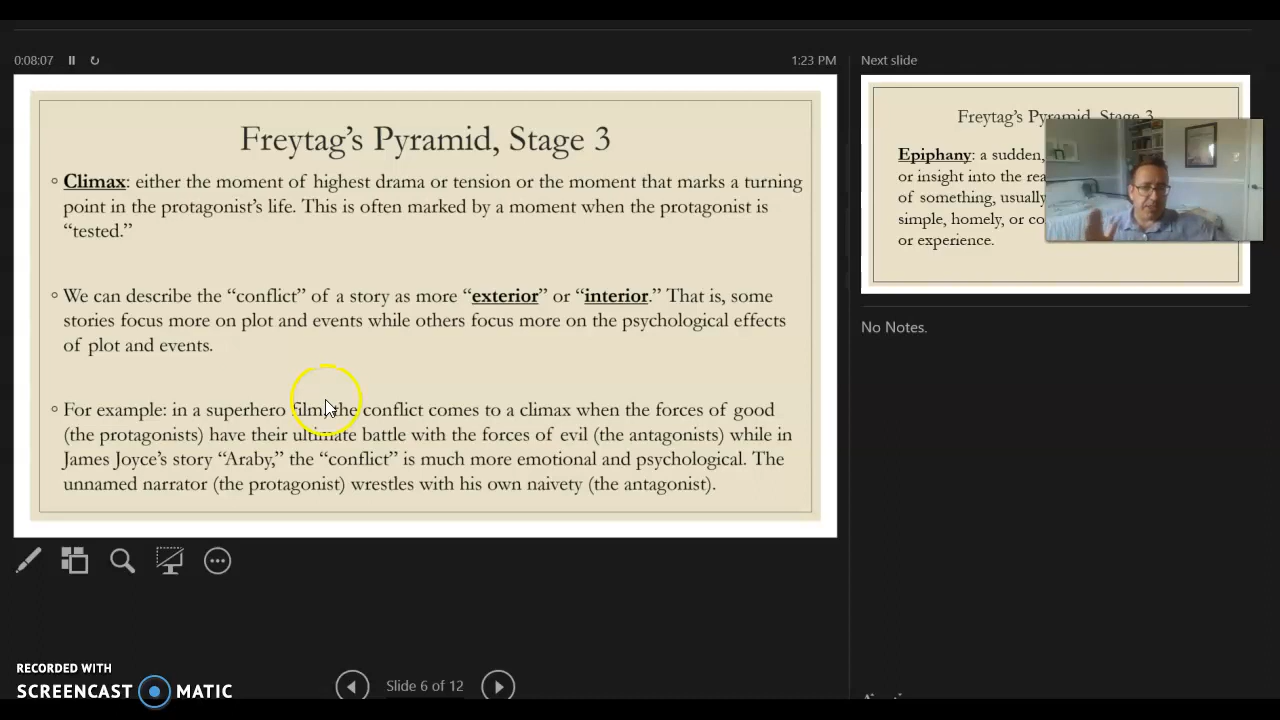 0:08:07
1:23 PM
Next slide
Freytag's Pyramid, Stage 3
Climax: either the moment of highest drama or tension or the moment that marks a turning
point in the protagonist's life. This is often marked by a moment when the protagonist is
“tested.”
We can describe the “conflict” of a story as more “exterior” or “interior.” That is, some
stories focus more on plot and events while others focus more on the psychological effects
of plot and events.
For example: in a superhero film, the conflict comes to a climax when the forces of good
(the protagonists) have their ultimate battle with the forces of evil (the antagonists) while in
James Joyce's story “Araby,” the “conflict” is much more emotional and psychological. The
unnamed narrator (the protagonist) wrestles with his own naivety (the antagonist).
Freytag's Pyramid, Stage 3
Epiphany: a sudden,
or insight into the
of something, usually
simple, homely, or
or experience.
No Notes.
RECORDED WITH
SCREENCAST MATIC
Slide 6 of 12